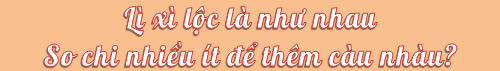 Lì xì lộc là như nhau
So chi nhiều ít để thêm càu nhàu?